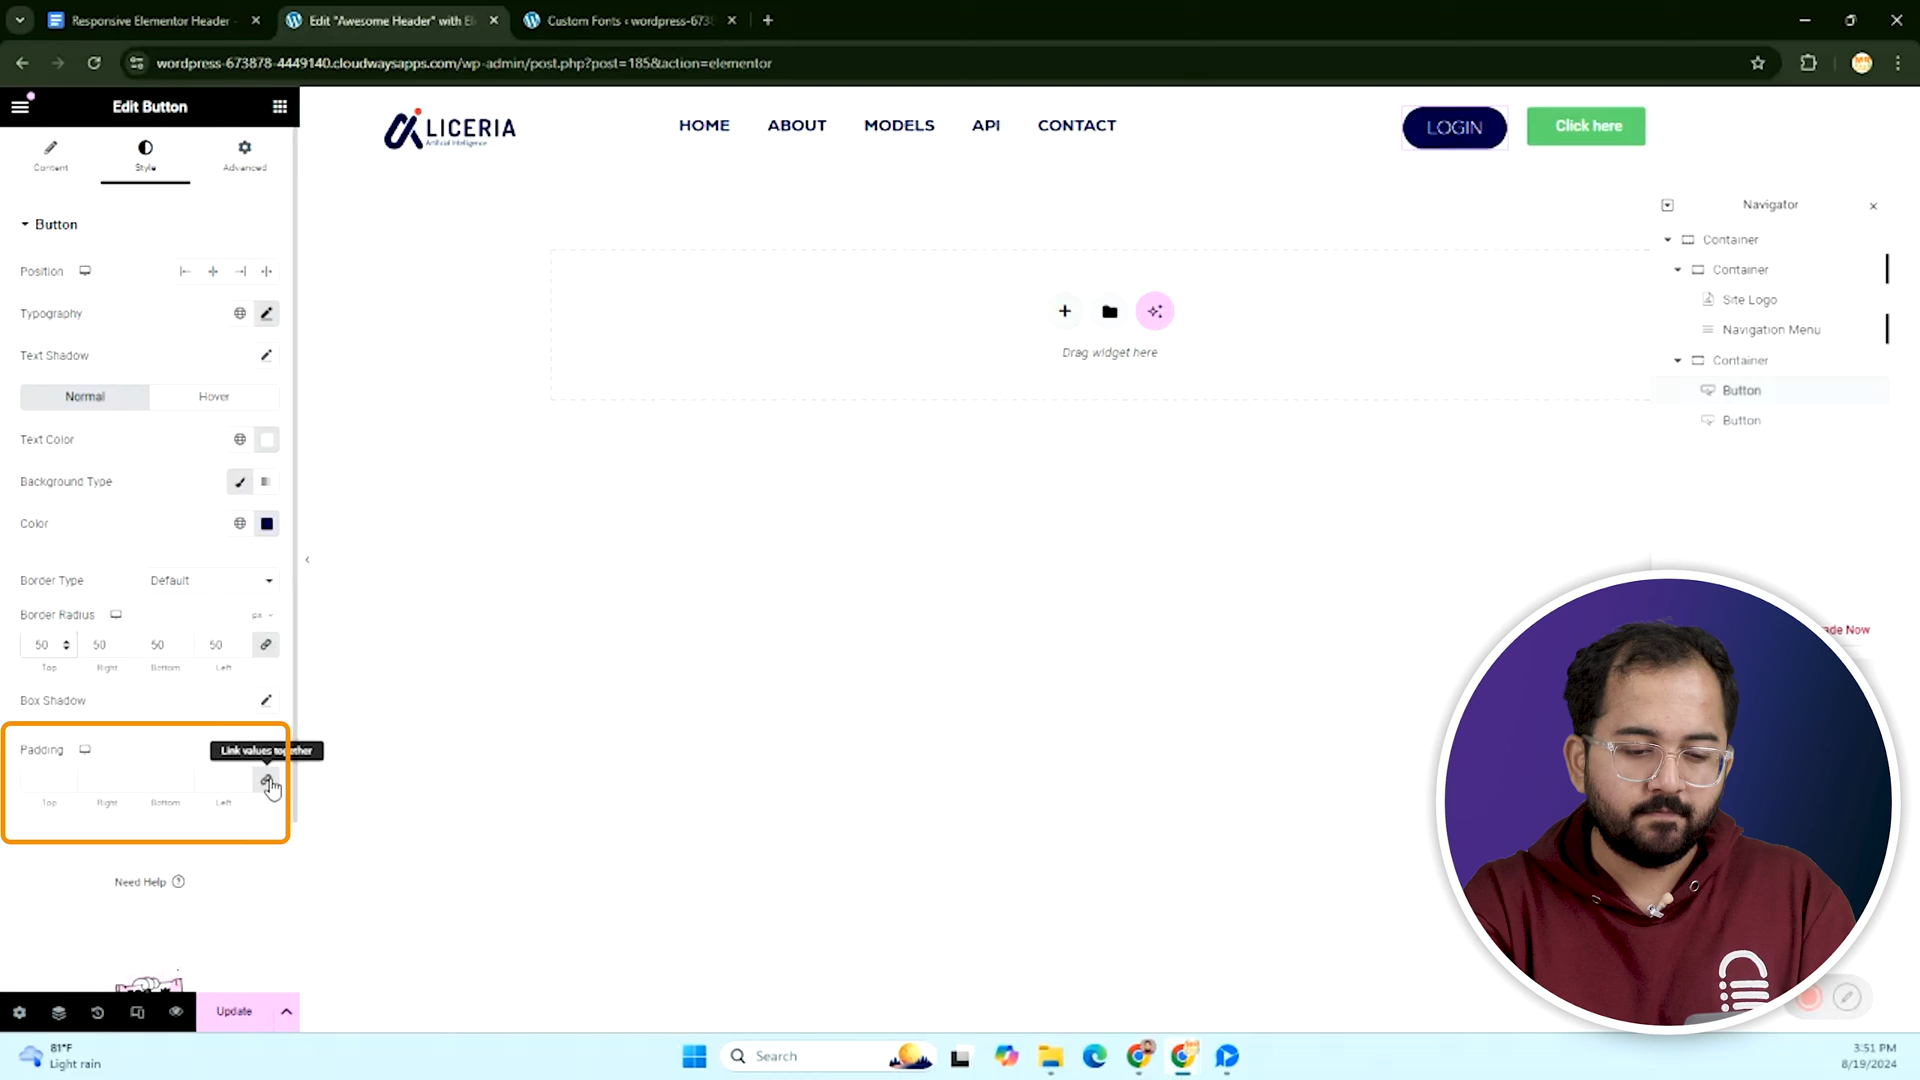 Responsive Elementor Header
Edit "Awesome Header" with El
Custom Fonts ‹ wordpress-673
wordpress-673878-4449140.cloudwaysapps.com/wp-admin/post.php?post=185&action=elementor
Edit Button
Content
Style
Advanced
Button
Position
Typography
Text Shadow
Normal
Hover
Text Color
Background Type
Color
Border Type
Default
Border Radius
px
50
50
50
50
Top
Right
Bottom
Left
Box Shadow
Padding
Link values together
Top
Right
Bottom
Left
Need Help
Update
LICERIA
Artificial Intelligence
HOME
ABOUT
MODELS
API
CONTACT
LOGIN
Click here
Drag widget here
Navigator
Container
Container
Site Logo
Navigation Menu
Container
Button
Button
ade Now
81°F
Light rain
Search
3:51 PM
8/19/2024